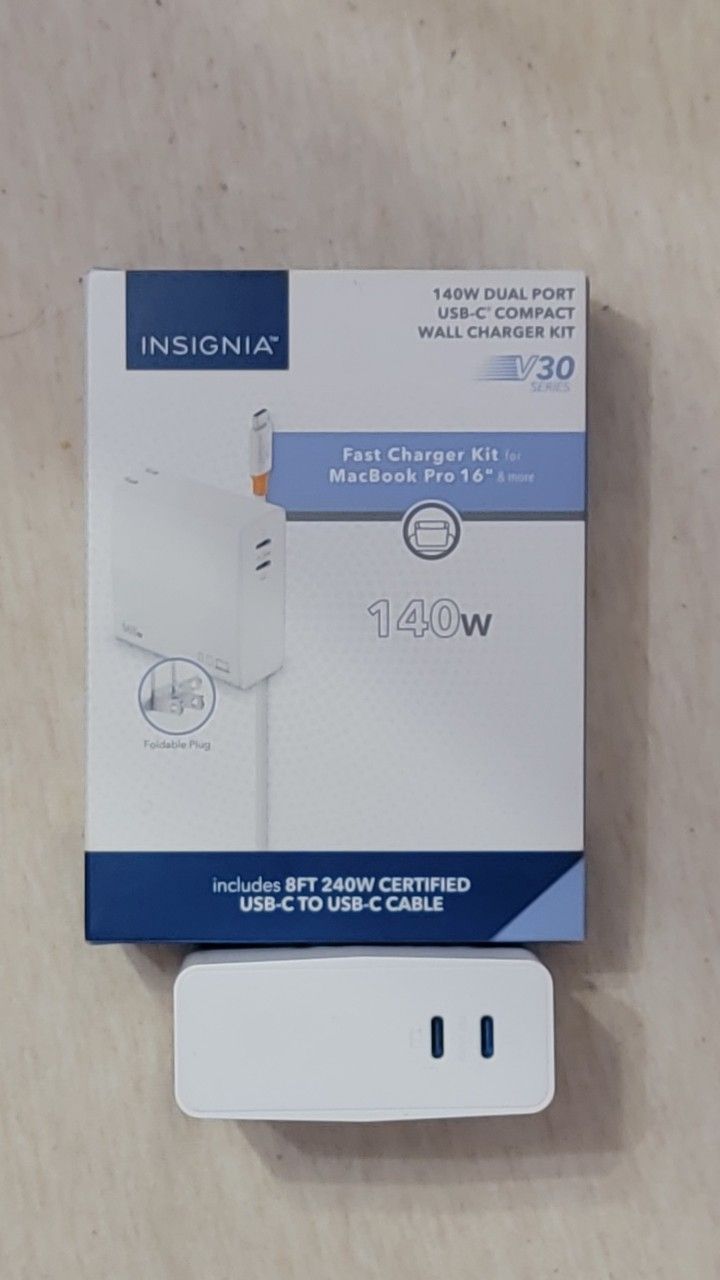 INSIGNIA™
140W DUAL PORT
USB-C® COMPACT
WALL CHARGER KIT
V30
SERIES
Fast Charger Kit for
MacBook Pro 16" & more
140w
Foldable Plug
includes 8FT 240W CERTIFIED
USB-C TO USB-C CABLE